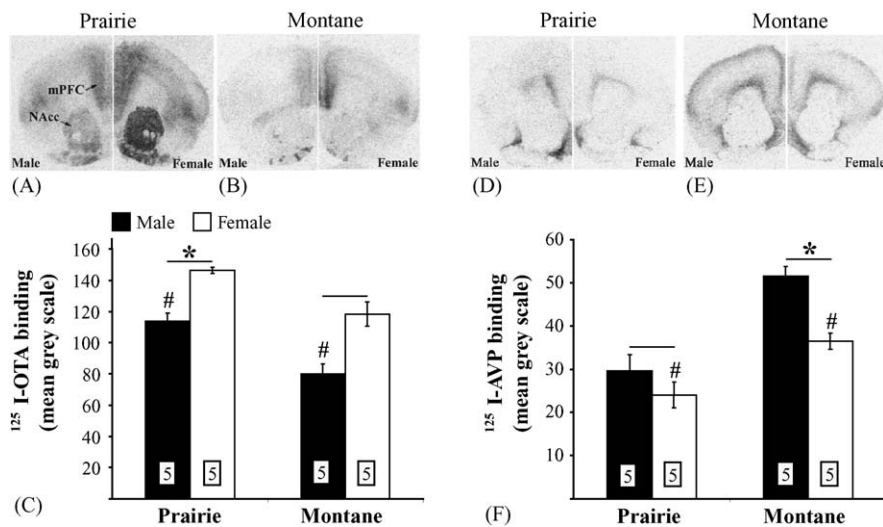 Prairie Montane
mPFC
NAcc
Male Female Male Female
(A) (B)
Prairie Montane
Male Female Male Female
(D) (E)
Male Female
125 I-OTA binding
(mean grey scale)
160
140
120
100
80
60
40
20
*
#
#
5 5 5 5
(C) Prairie Montane
125 I-AVP binding
(mean grey scale)
60
50
40
30
20
10
*
#
#
5 5 5 5
(F) Prairie Montane